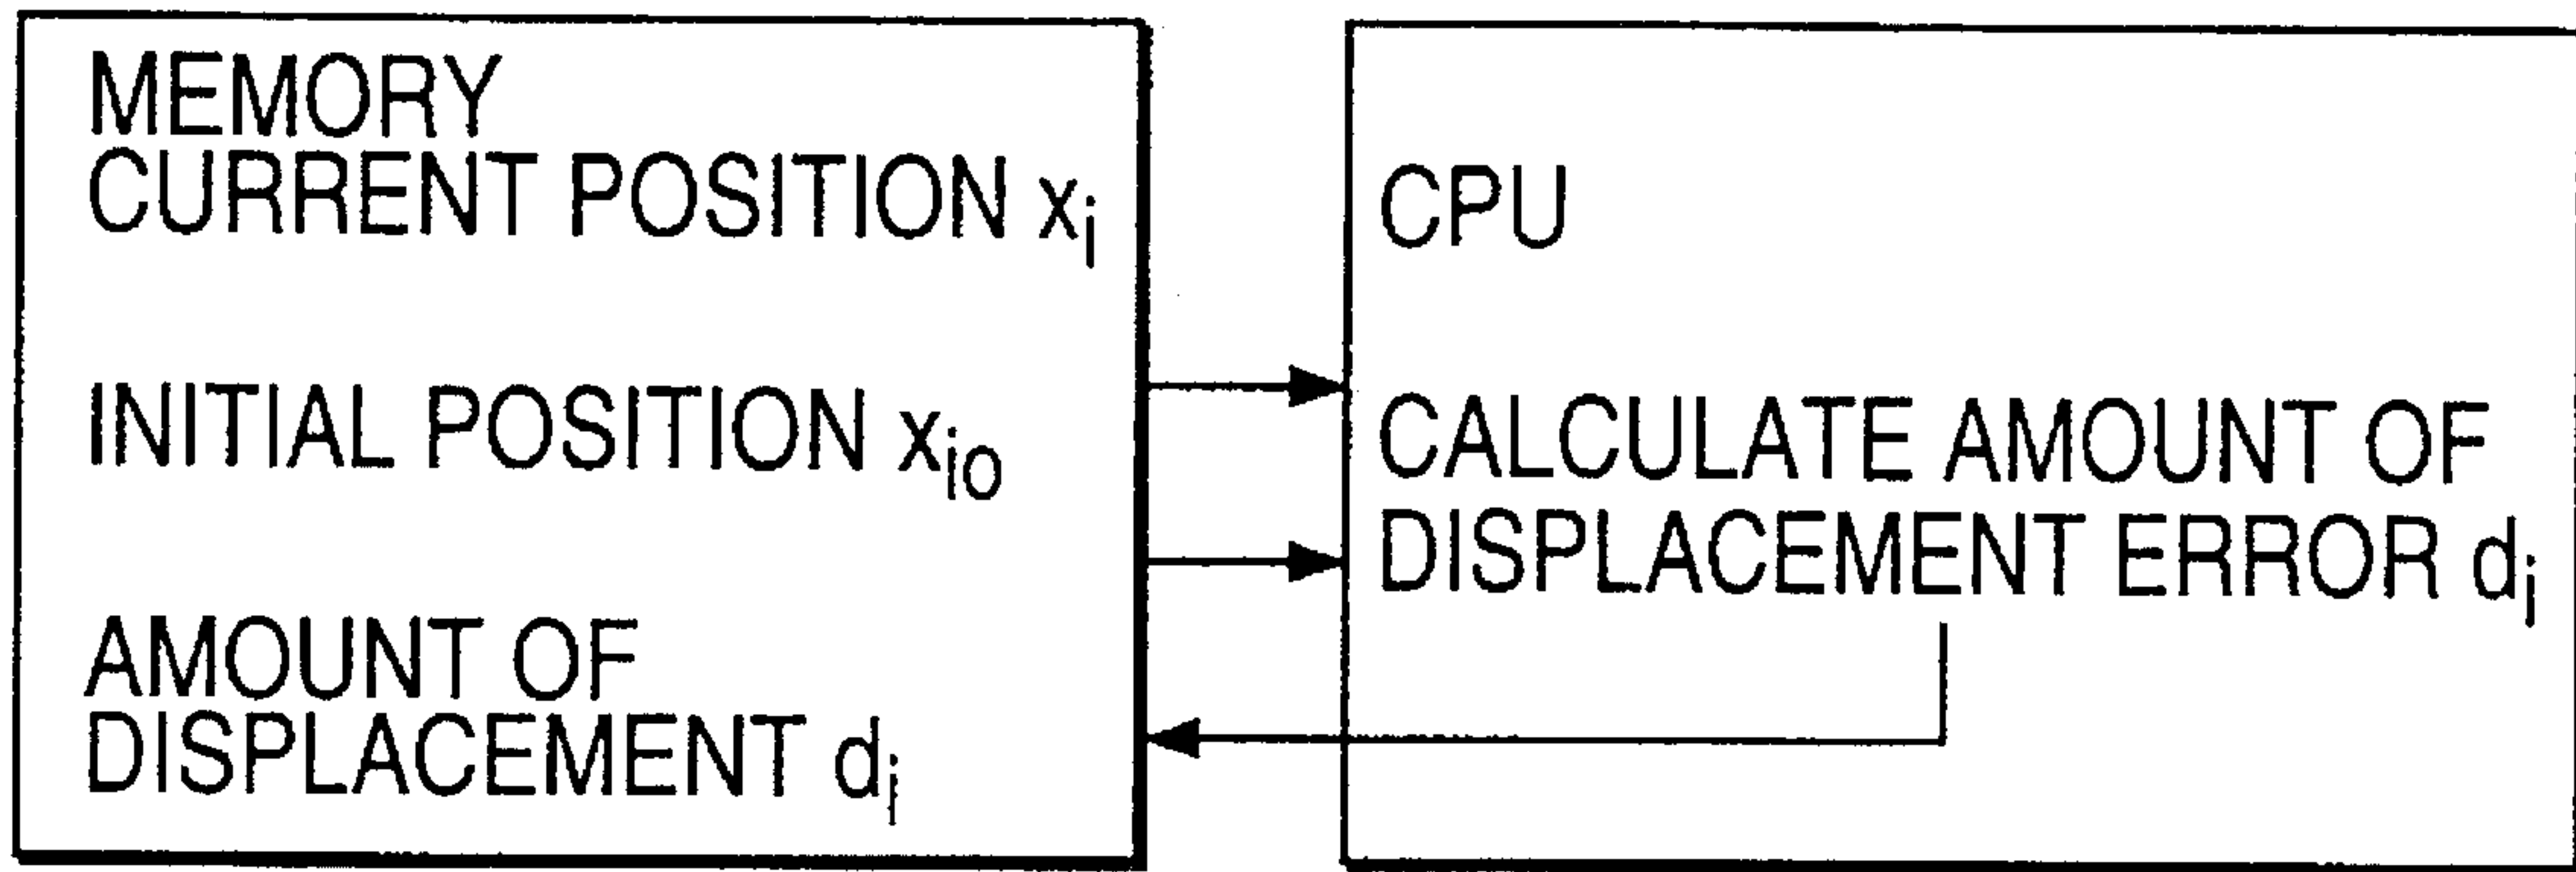 MEMORY
CURRENT POSITION xᵢ
INITIAL POSITION xᵢₒ
AMOUNT OF
DISPLACEMENT dᵢ
CPU
CALCULATE AMOUNT OF
DISPLACEMENT ERROR dᵢ